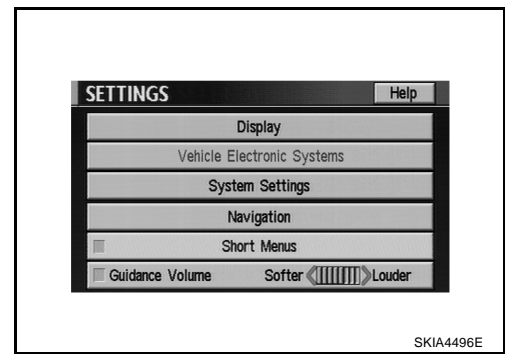 SETTINGS Help
Display
Vehicle Electronic Systems
System Settings
Navigation
Short Menus
Guidance Volume Softer Louder
SKIA4496E